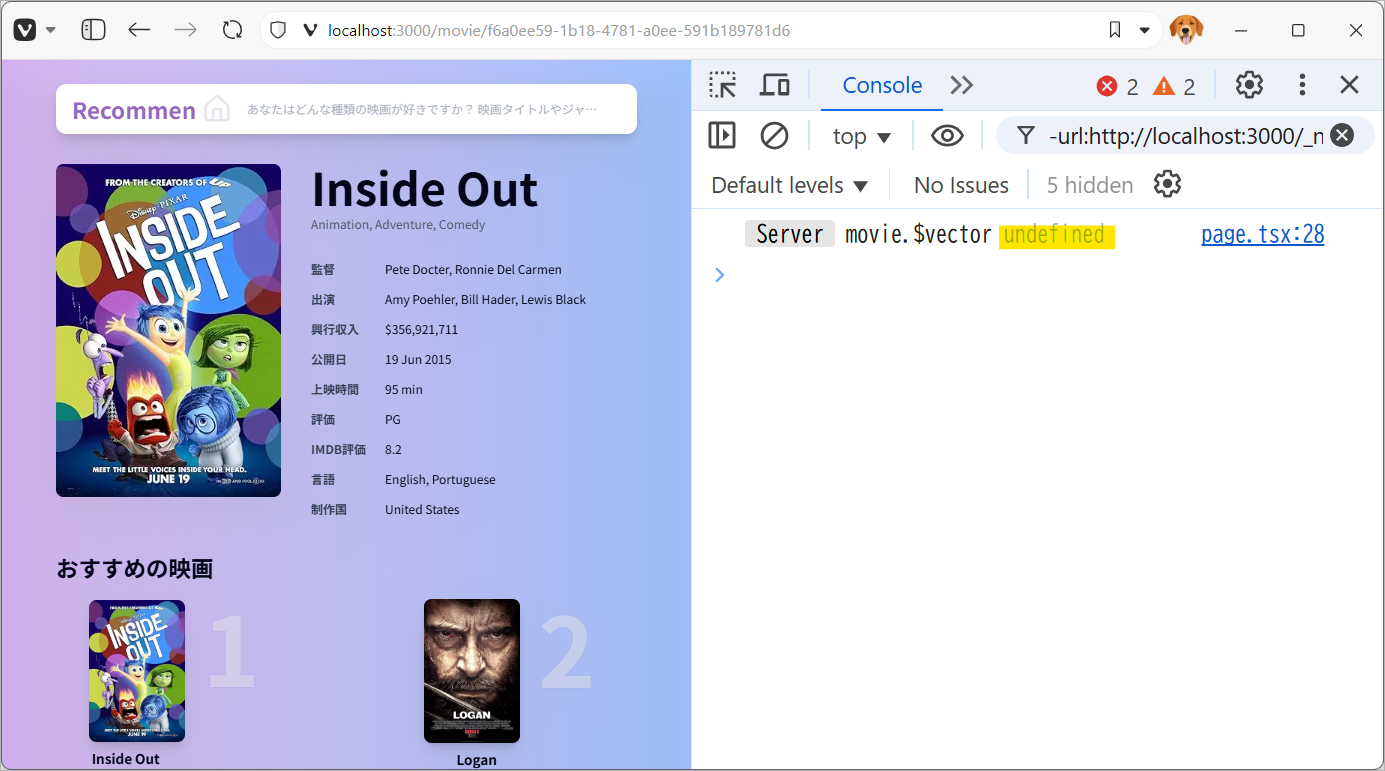 localhost:3000/movie/f6a0ee59-1b18-4781-a0ee-591b189781d6
Recommen
あなたはどんな種類の映画が好きですか？ 映画タイトルやジャ…
FROM THE CREATORS OF UP
DISNEY·PIXAR
INSIDE
OUT
MEET THE LITTLE VOICES INSIDE YOUR HEAD.
JUNE 19
Inside Out
Animation, Adventure, Comedy
監督 Pete Docter, Ronnie Del Carmen
出演 Amy Poehler, Bill Hader, Lewis Black
興行収入 $356,921,711
公開日 19 Jun 2015
上映時間 95 min
評価 PG
IMDB評価 8.2
言語 English, Portuguese
制作国 United States
おすすめの映画
FROM THE CREATORS OF UP
INSIDE
OUT
JUNE 19
1
Inside Out
LOGAN
2
Logan
Console
2
2
top
-url:http://localhost:3000/_n
Default levels
No Issues
5 hidden
Server movie.$vector undefined page.tsx:28